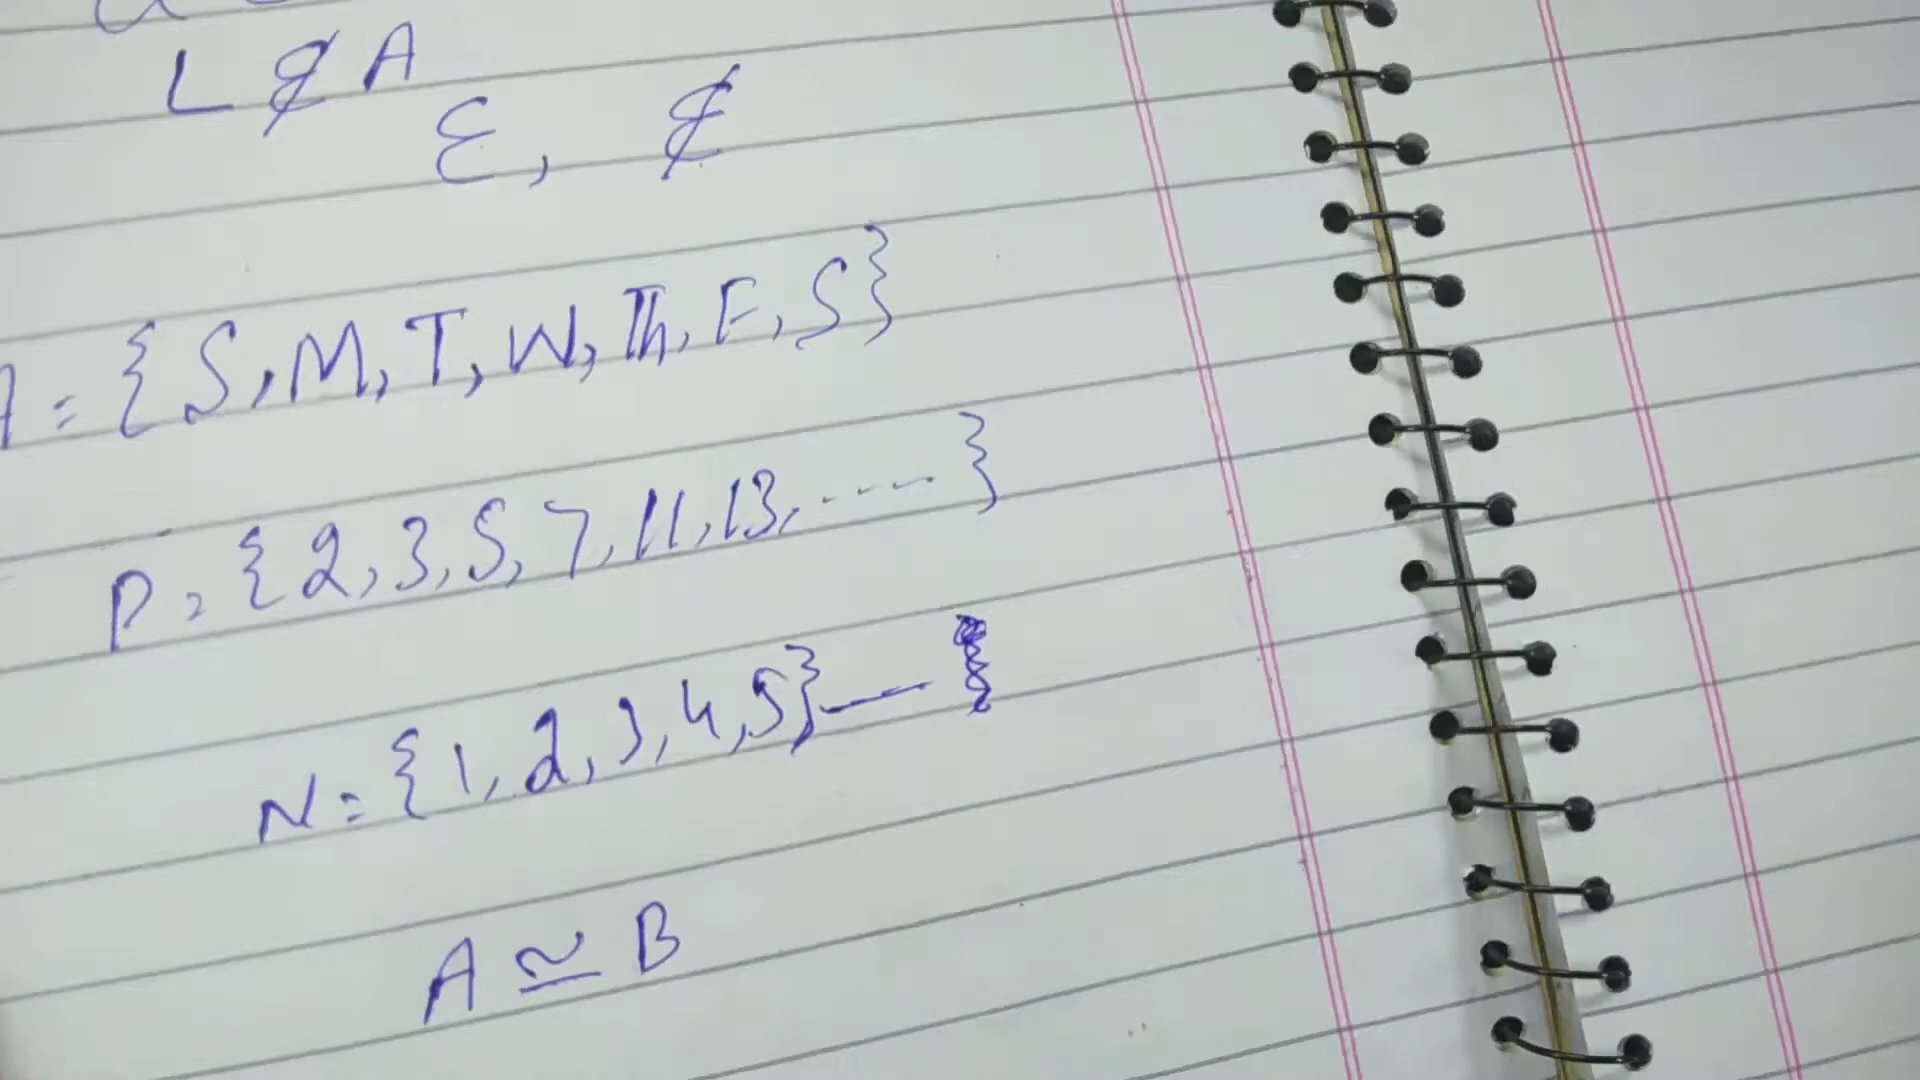 L ∉ A
∈, ∉
A = {S, M, T, W, Th, F, S}
P = {2, 3, 5, 7, 11, 13, .....}
N = {1, 2, 3, 4, 5}
A ≃ B